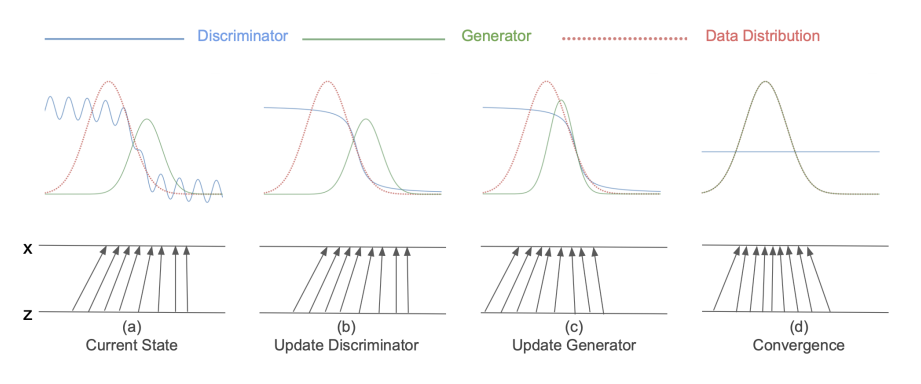 Discriminator
Generator
Data Distribution
X
Z
(a)
Current State
(b)
Update Discriminator
(c)
Update Generator
(d)
Convergence